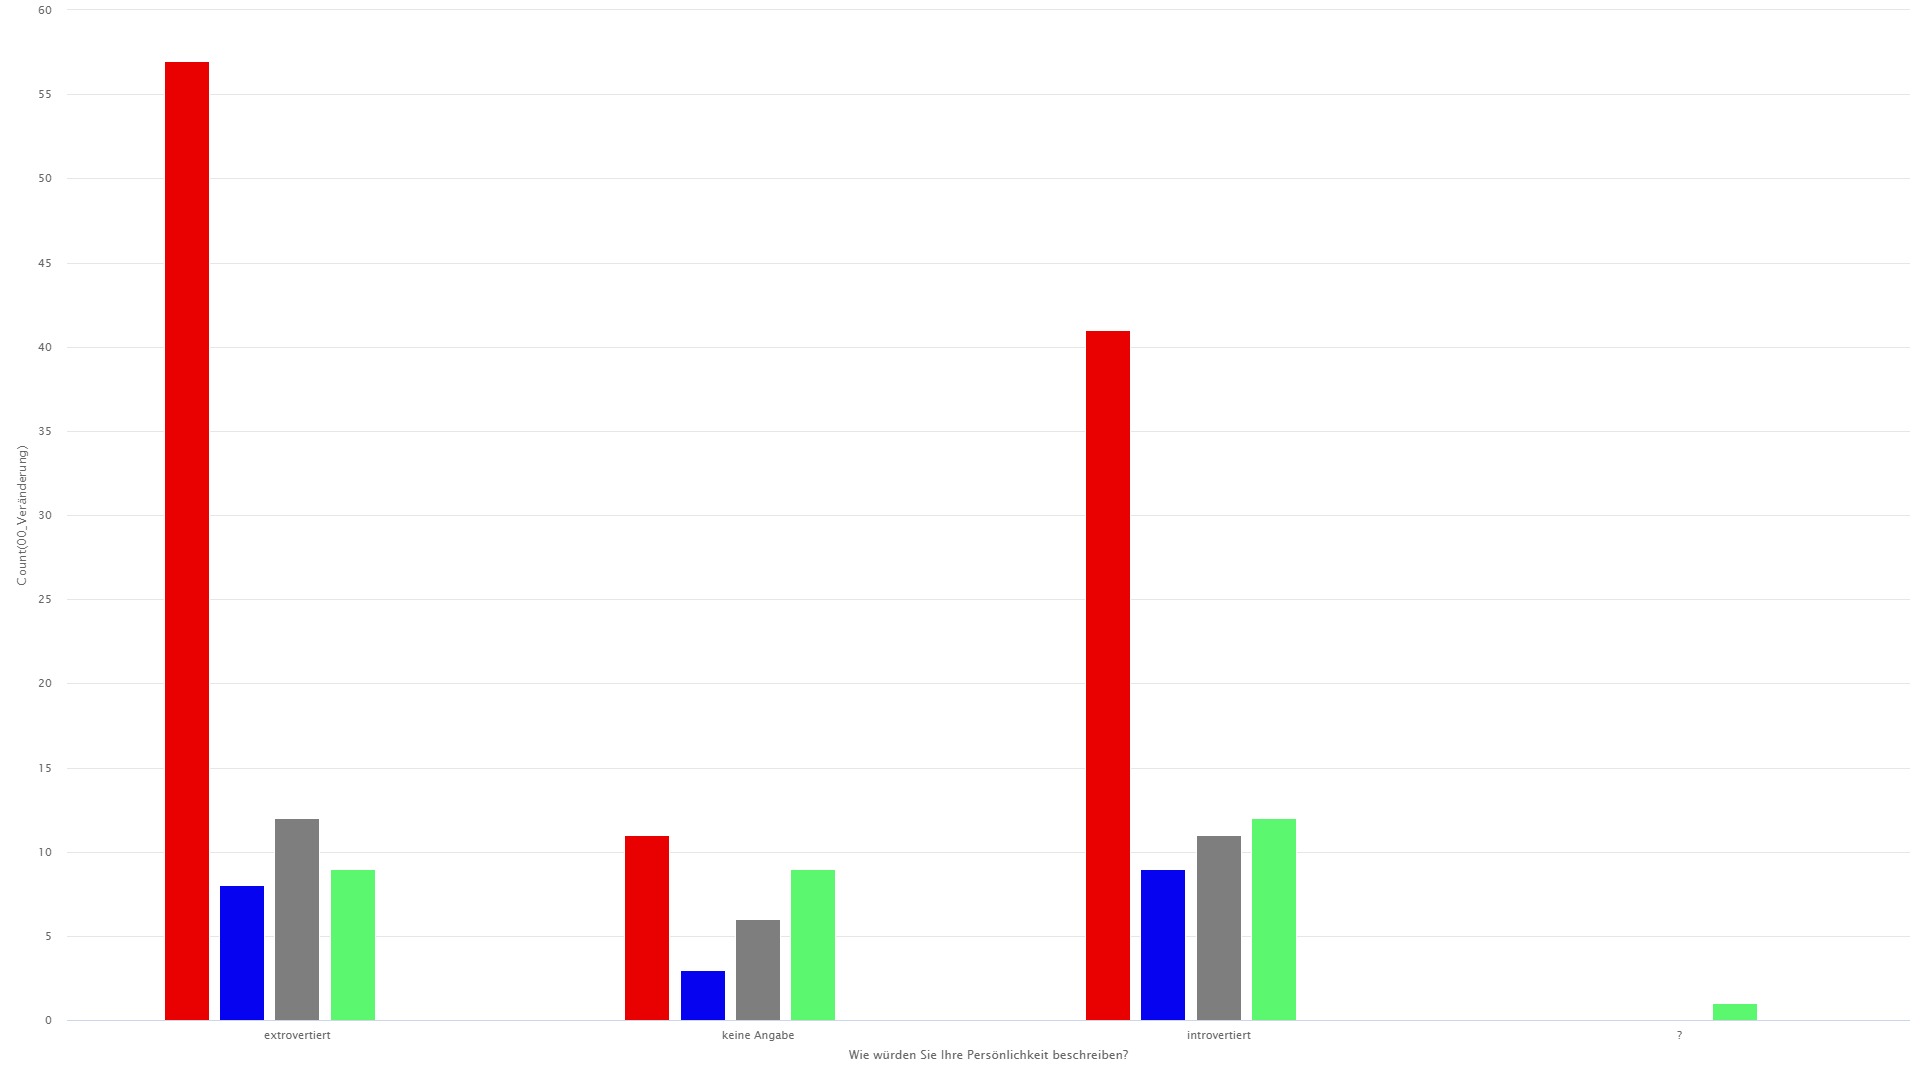 60
55
50
45
40
35
30
25
20
15
10
5
0
Count(00_Veränderung)
extrovertiert
keine Angabe
introvertiert
?
Wie würden Sie Ihre Persönlichkeit beschreiben?